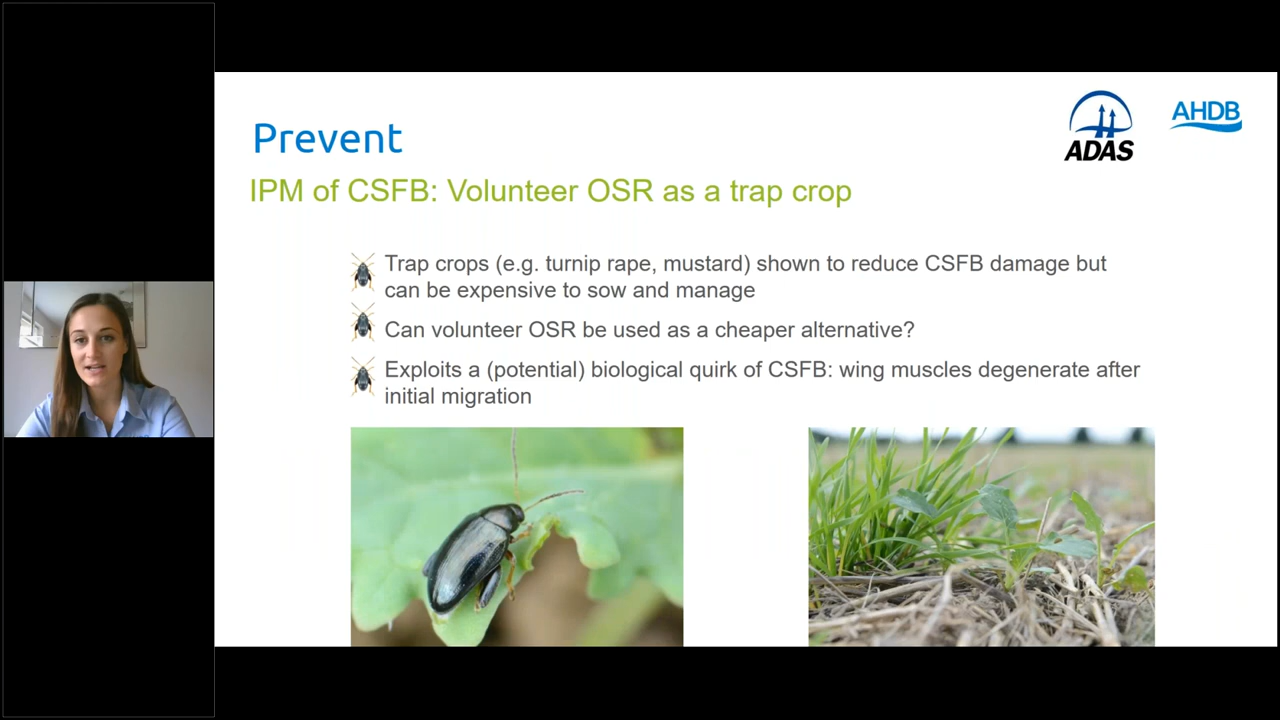 Prevent
ADAS
AHDB
IPM of CSFB: Volunteer OSR as a trap crop
Trap crops (e.g. turnip rape, mustard) shown to reduce CSFB damage but
can be expensive to sow and manage
Can volunteer OSR be used as a cheaper alternative?
Exploits a (potential) biological quirk of CSFB: wing muscles degenerate after
initial migration